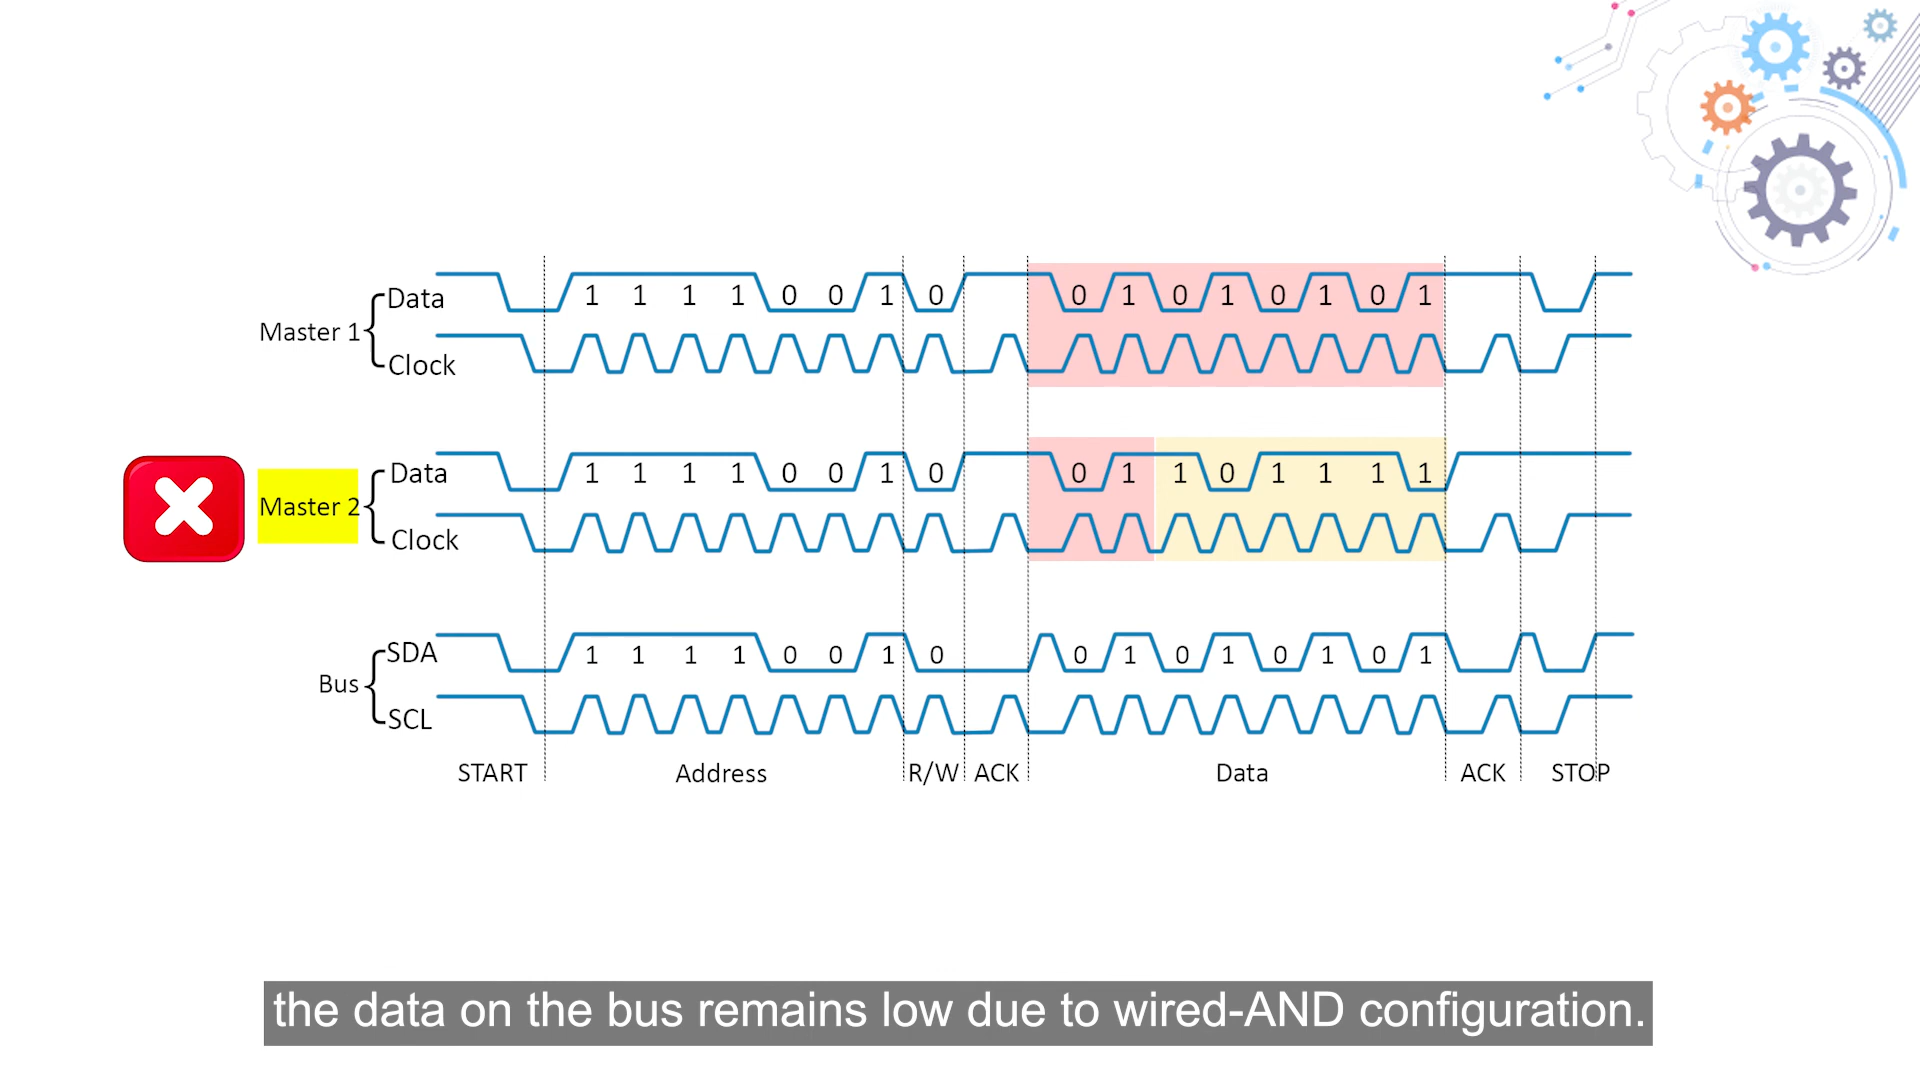 Data 1 1 1 1 0 0 1 0 0 1 0 1 0 1 0 1
Master 1
Clock
Data 1 1 1 1 0 0 1 0 0 1 1 0 1 1 1 1
Master 2
Clock
SDA 1 1 1 1 0 0 1 0 0 1 0 1 0 1 0 1
Bus
SCL
START Address R/W ACK Data ACK STOP
the data on the bus remains low due to wired-AND configuration.